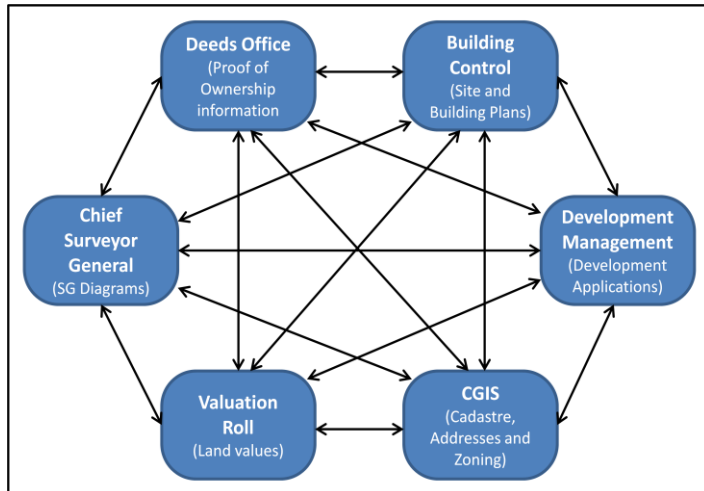 Deeds Office
(Proof of
Ownership
information
Building
Control
(Site and
Building Plans)
Chief
Surveyor
General
(SG Diagrams)
Development
Management
(Development
Applications)
Valuation
Roll
(Land values)
CGIS
(Cadastre,
Addresses and
Zoning)